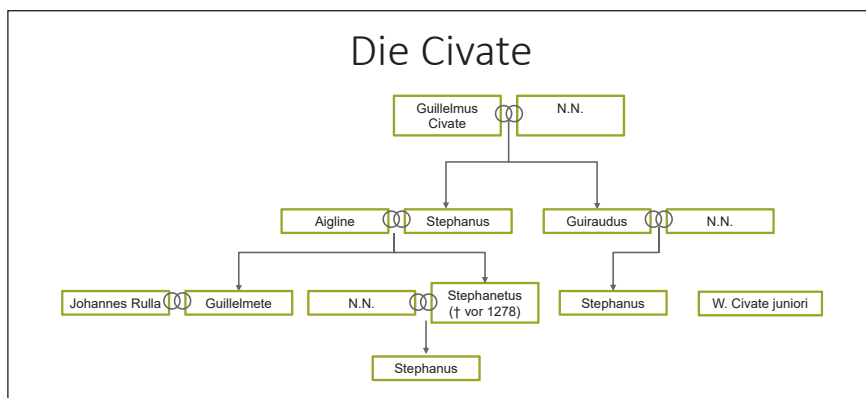 Die Civate
Guillelmus
Civate
N.N.
Aigline
Stephanus
Guiraudus
N.N.
Johannes Rulla
Guillelmete
N.N.
Stephanetus
(† vor 1278)
Stephanus
W. Civate juniori
Stephanus